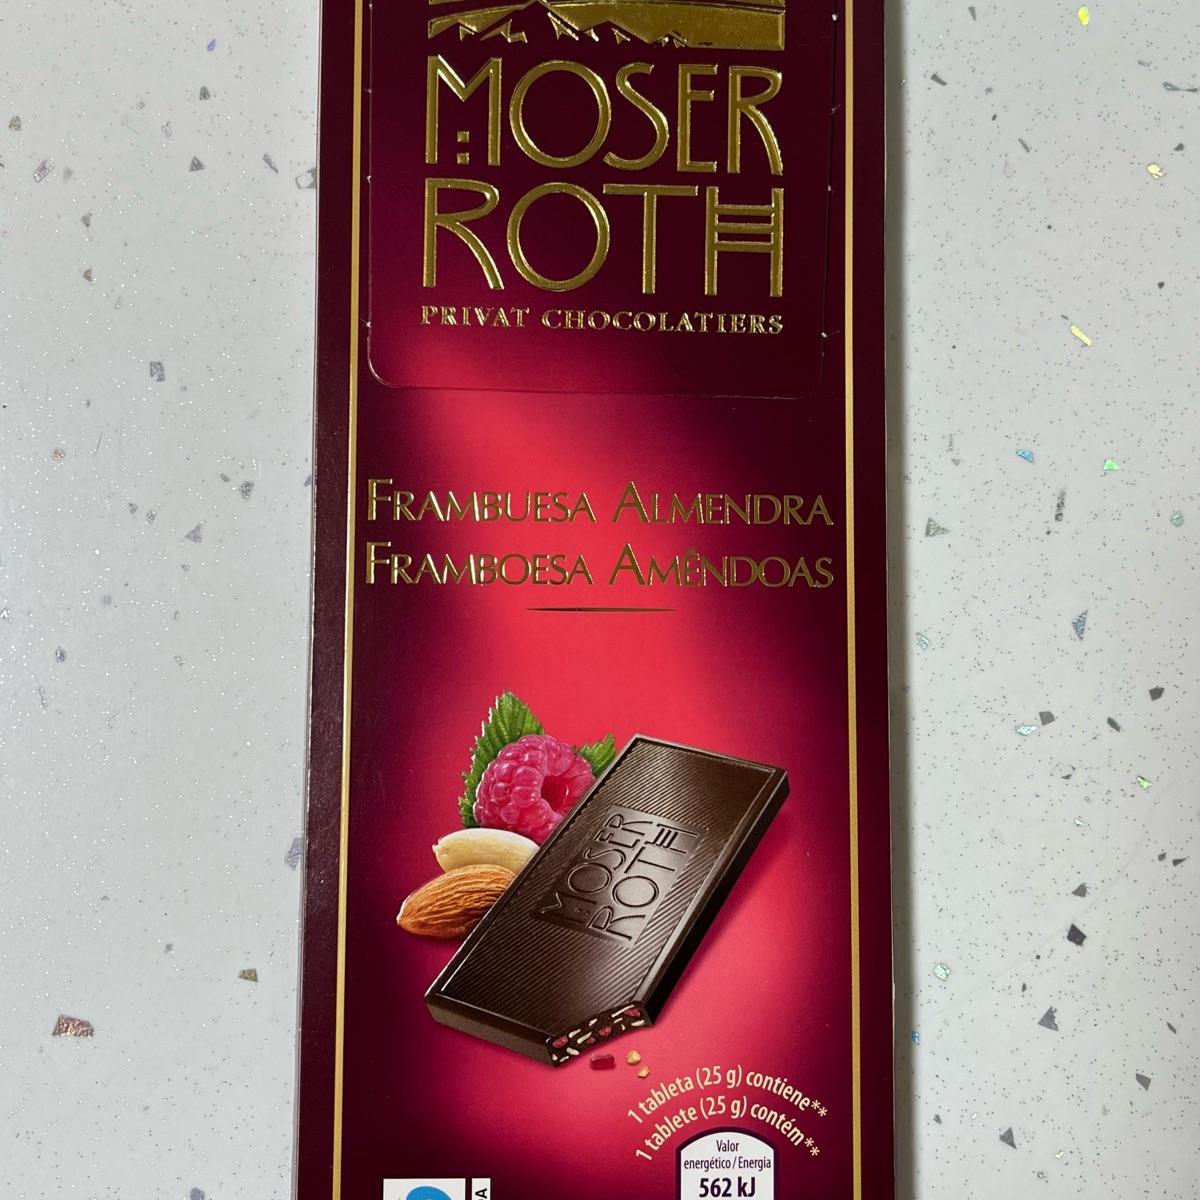 MOSER
ROTH
PRIVAT CHOCOLATIERS
FRAMBUESA ALMENDRA
FRAMBOESA AMÊNDOAS
MOSER
ROTH
1 tableta (25 g) contiene**
1 tablete (25 g) contém**
Valor
energético / Energia
562 kJ